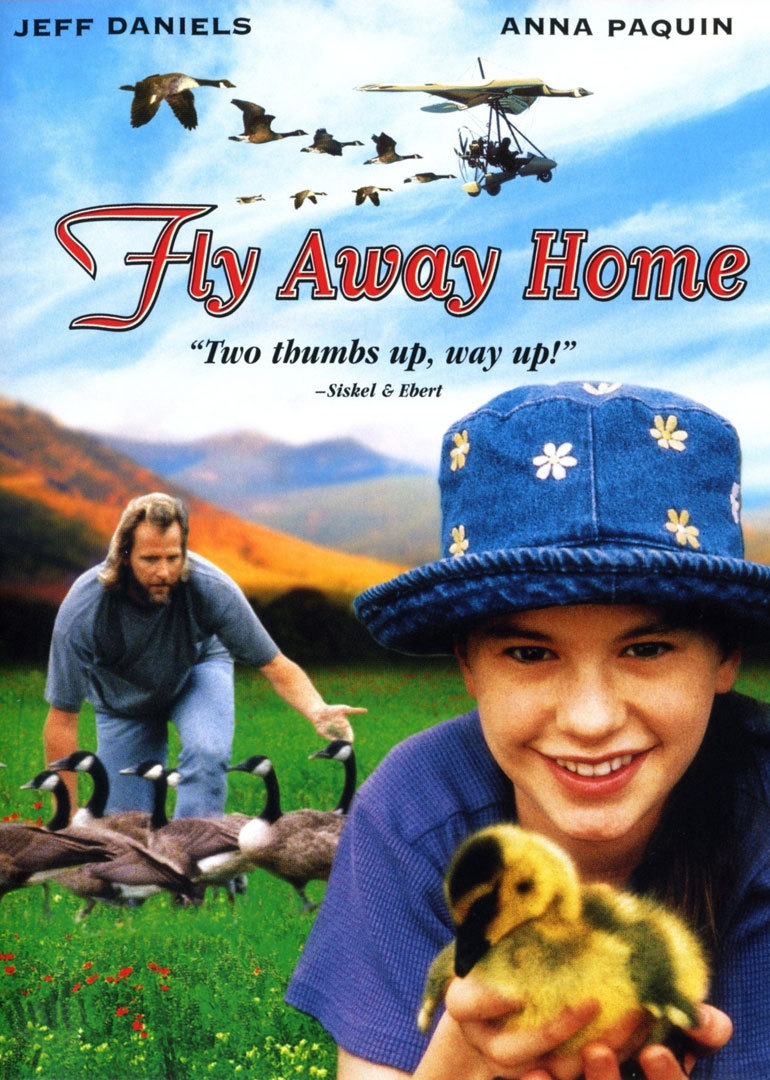 JEFF DANIELS ANNA PAQUIN
Fly Away Home
“Two thumbs up, way up!”
–Siskel & Ebert